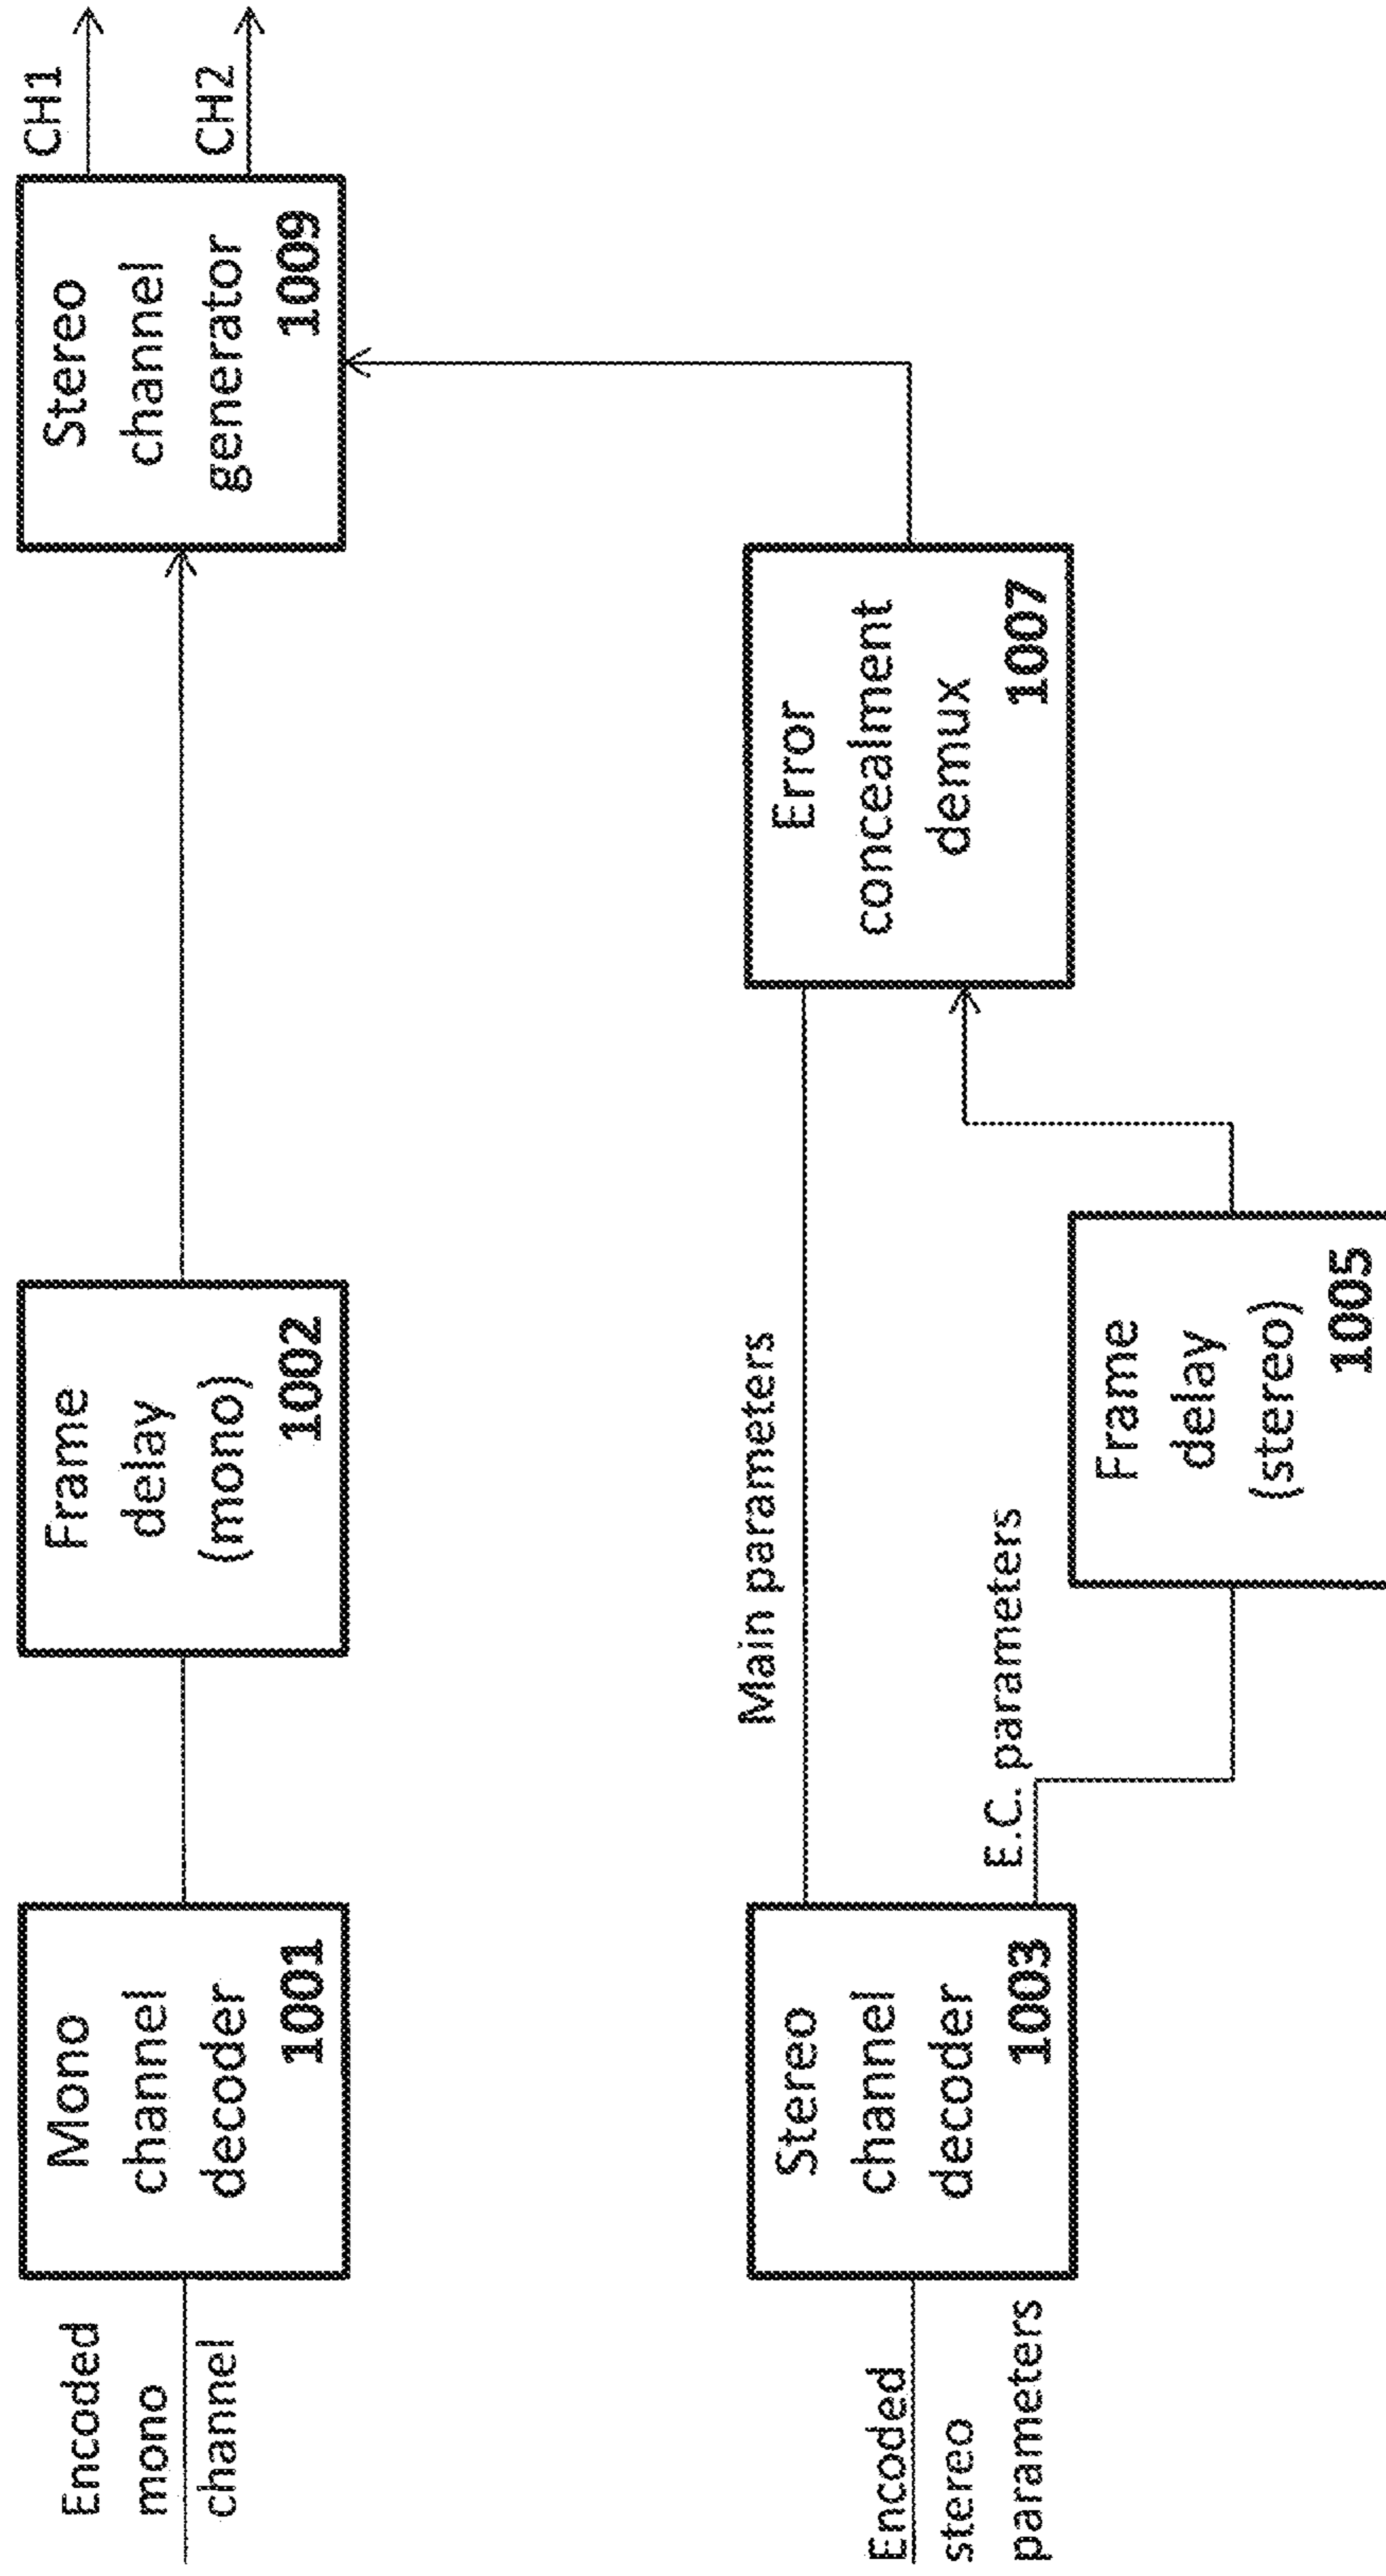 Encoded
mono
channel
Mono
channel
decoder
1001
Frame
delay
(mono)
1002
Stereo
channel
generator
1009
CH1
CH2
Encoded
stereo
parameters
Stereo
channel
decoder
1003
Main parameters
E.C. parameters
Frame
delay
(stereo)
1005
Error
concealment
demux
1007